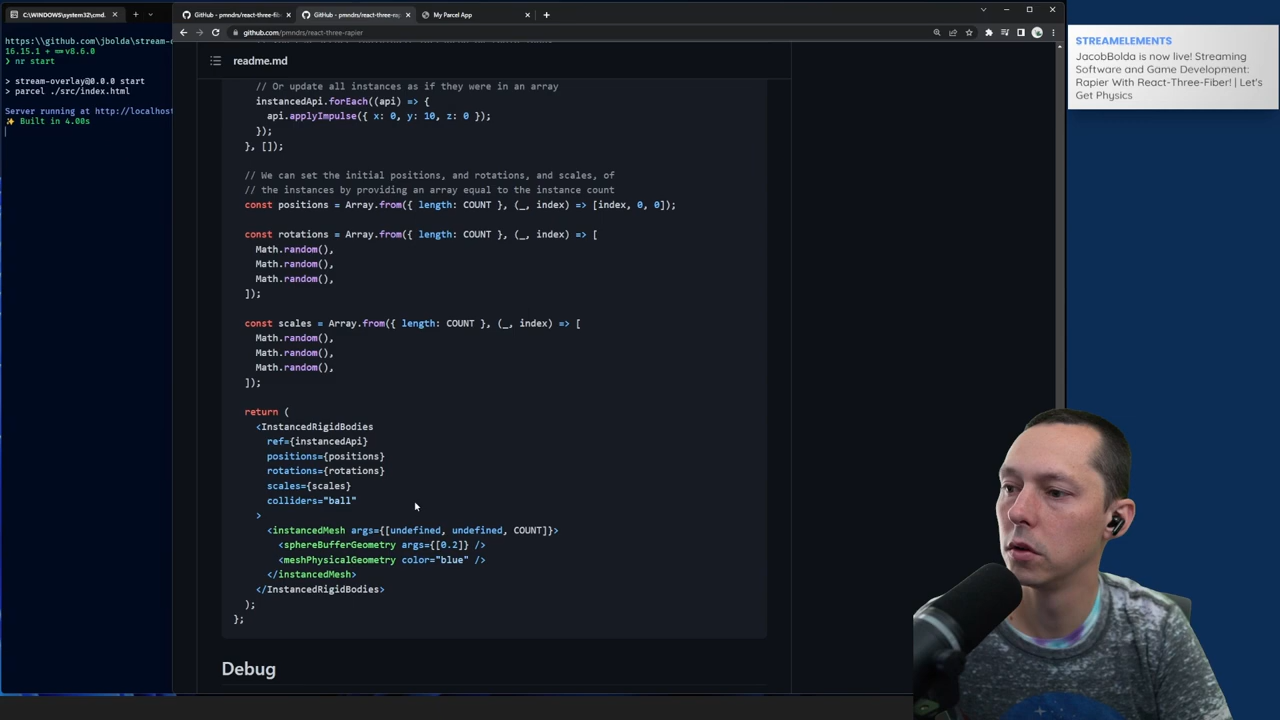 C:\WINDOWS\system32\cmd.
GitHub - pmndrs/react-three-fib
GitHub - pmndrs/react-three-rap
My Parcel App
github.com/pmndrs/react-three-rapier
https:\\github.com\jbolda\stream-o
16.15.1 + ⬅v8.6.0
❯ nr start
> stream-overlay@0.0.0 start
> parcel ./src/index.html
Server running at http://localhost
✨ Built in 4.00s
readme.md
// Or update all instances as if they were in an array
instancedApi.forEach((api) => {
api.applyImpulse({ x: 0, y: 10, z: 0 });
});
}, []);
// We can set the initial positions, and rotations, and scales, of
// the instances by providing an array equal to the instance count
const positions = Array.from({ length: COUNT }, (_, index) => [index, 0, 0]);
const rotations = Array.from({ length: COUNT }, (_, index) => [
Math.random(),
Math.random(),
Math.random(),
]);
const scales = Array.from({ length: COUNT }, (_, index) => [
Math.random(),
Math.random(),
Math.random(),
]);
return (
<InstancedRigidBodies
ref={instancedApi}
positions={positions}
rotations={rotations}
scales={scales}
colliders="ball"
>
<instancedMesh args={[undefined, undefined, COUNT]}>
<sphereBufferGeometry args={[0.2]} />
<meshPhysicalGeometry color="blue" />
</instancedMesh>
</InstancedRigidBodies>
);
};
Debug
STREAMELEMENTS
JacobBolda is now live! Streaming
Software and Game Development:
Rapier With React-Three-Fiber! | Let's
Get Physics